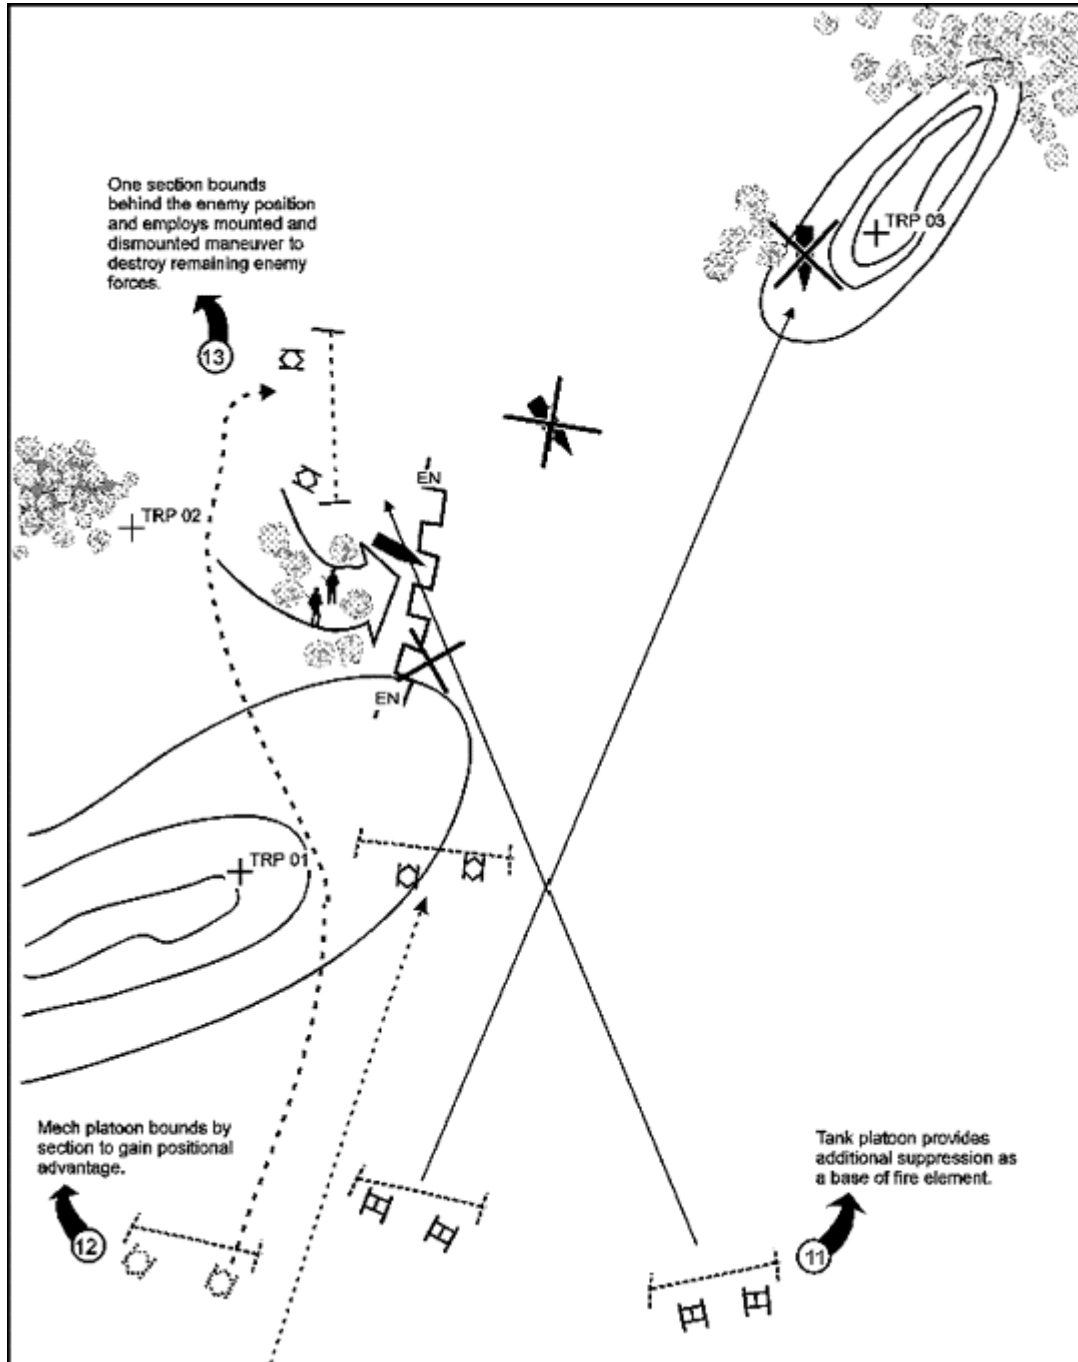 One section bounds
behind the enemy position
and employs mounted and
dismounted maneuver to
destroy remaining enemy
forces.
13
TRP 03
EN
TRP 02
EN
TRP 01
Mech platoon bounds by
section to gain positional
advantage.
12
Tank platoon provides
additional suppression as
a base of fire element.
11